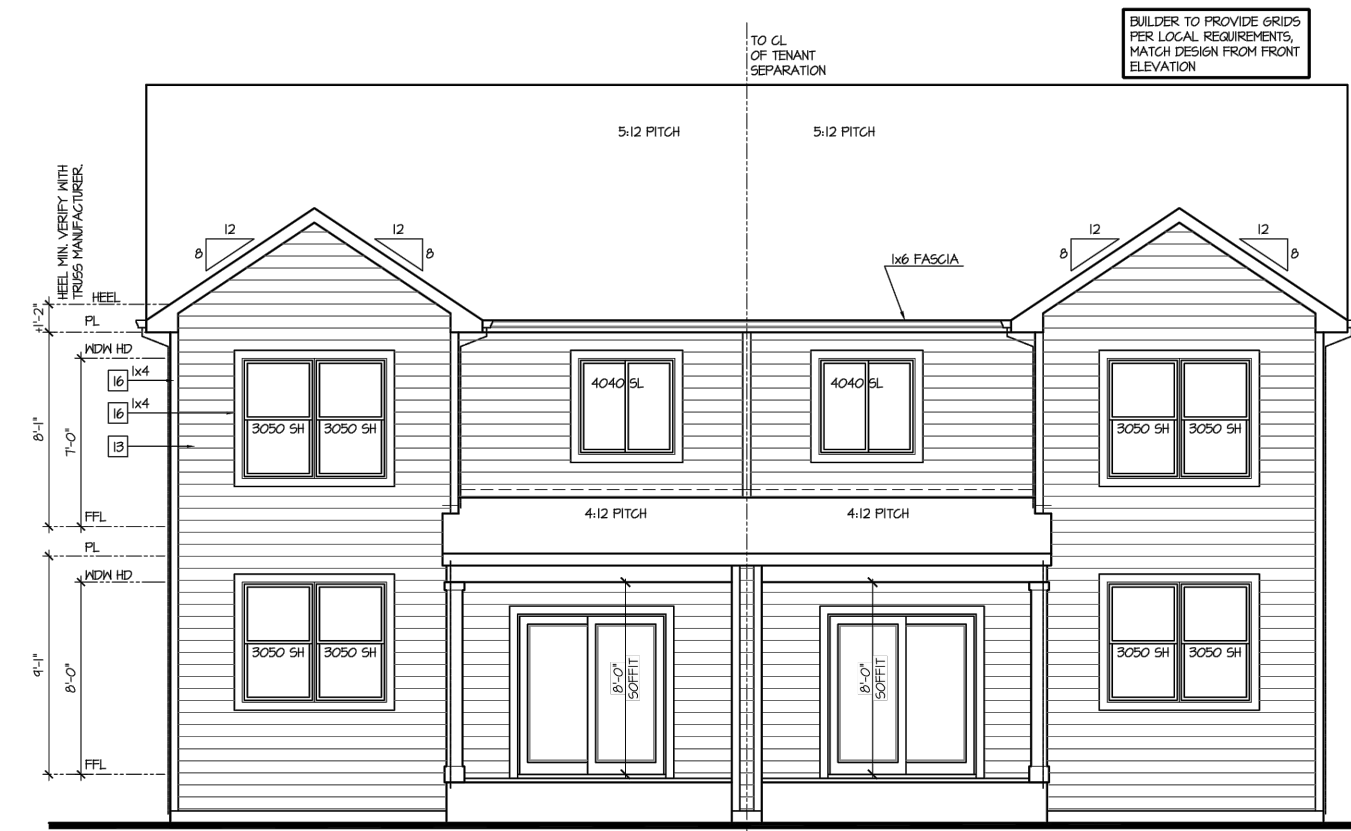 BUILDER TO PROVIDE GRIDS
PER LOCAL REQUIREMENTS,
MATCH DESIGN FROM FRONT
ELEVATION
TO CL
OF TENANT
SEPARATION
5:12 PITCH
5:12 PITCH
HEEL MIN. VERIFY WITH
TRUSS MANUFACTURER.
12
8
12
8
12
8
12
8
1x6 FASCIA
HEEL
±1'-2"
PL
WDW HD
16 1x4
16 1x4
13
8'-1"
7'-0"
FFL
3050 SH
3050 SH
4040 SL
4040 SL
3050 SH
3050 SH
4:12 PITCH
4:12 PITCH
PL
WDW HD
9'-1"
8'-0"
FFL
3050 SH
3050 SH
8'-0"
SOFFIT
8'-0"
SOFFIT
3050 SH
3050 SH